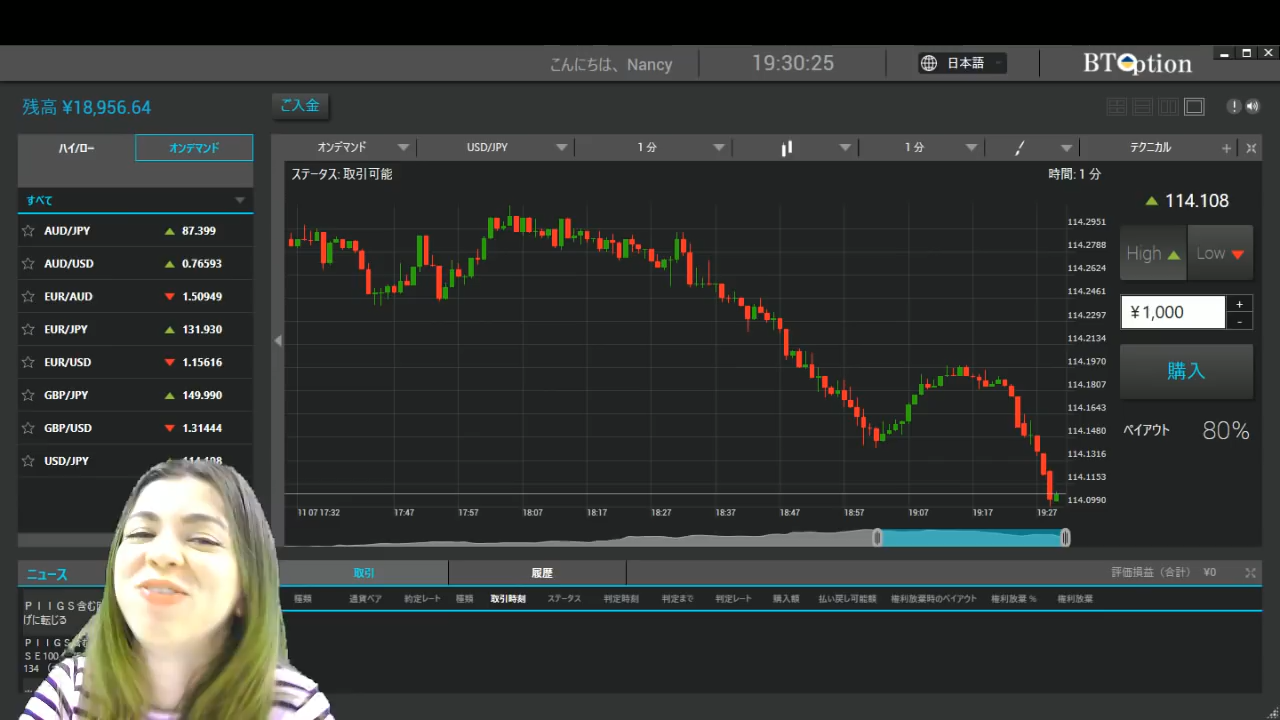 こんにちは、Nancy
19:30:25
日本語
BTOption
残高 ¥18,956.64
ご入金
ハイ/ロー
オンデマンド
オンデマンド
USD/JPY
1 分
1 分
テクニカル
ステータス: 取引可能
時間: 1 分
すべて
AUD/JPY 87.399
AUD/USD 0.76593
EUR/AUD 1.50949
EUR/JPY 131.930
EUR/USD 1.15616
GBP/JPY 149.990
GBP/USD 1.31444
USD/JPY 114.108
114.2951
114.2788
114.2624
114.2461
114.2297
114.2134
114.1970
114.1807
114.1643
114.1480
114.1316
114.1153
114.0990
11 07 17:32 17:47 17:57 18:07 18:17 18:27 18:37 18:47 18:57 19:07 19:17 19:27
114.108
High
Low
¥1,000
+
-
購入
ペイアウト 80%
ニュース
取引
履歴
評価損益（合計） ¥0
種類 通貨ペア 約定レート 種類 取引時刻 ステータス 判定時刻 判定まで 判定レート 購入額 払い戻し可能額 権利放棄時のペイアウト 権利放棄 % 権利放棄
ＰＩＩＧＳ含む
げに転じる
ＰＩＩＧＳ含む
ＳＥ100
134